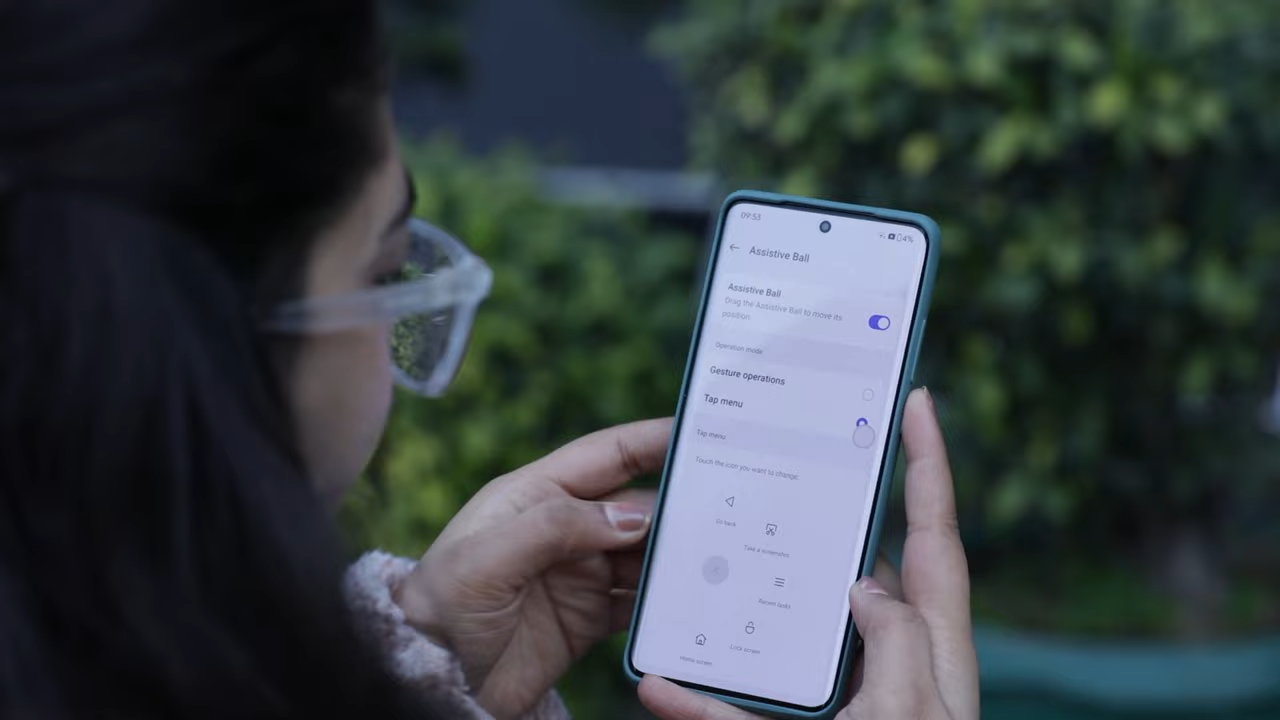 09:53
4%
Assistive Ball
Assistive Ball
Drag the Assistive Ball to move its
position.
Operation mode
Gesture operations
Tap menu
Tap menu
Touch the icon you want to change:
Go back
Take a screenshot
Recent tasks
Lock screen
Home screen